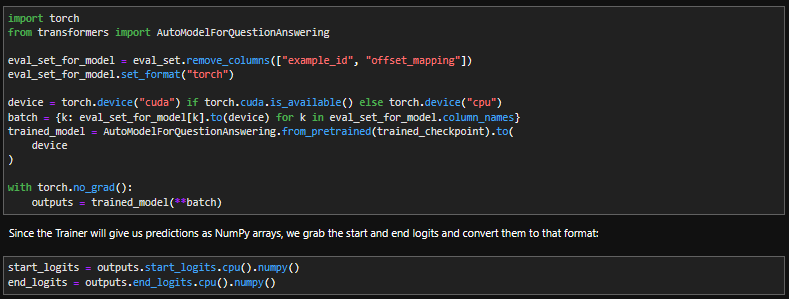 import torch
from transformers import AutoModelForQuestionAnswering
eval_set_for_model = eval_set.remove_columns(["example_id", "offset_mapping"])
eval_set_for_model.set_format("torch")
device = torch.device("cuda") if torch.cuda.is_available() else torch.device("cpu")
batch = {k: eval_set_for_model[k].to(device) for k in eval_set_for_model.column_names}
trained_model = AutoModelForQuestionAnswering.from_pretrained(trained_checkpoint).to(
    device
)
with torch.no_grad():
    outputs = trained_model(**batch)
Since the Trainer will give us predictions as NumPy arrays, we grab the start and end logits and convert them to that format:
start_logits = outputs.start_logits.cpu().numpy()
end_logits = outputs.end_logits.cpu().numpy()